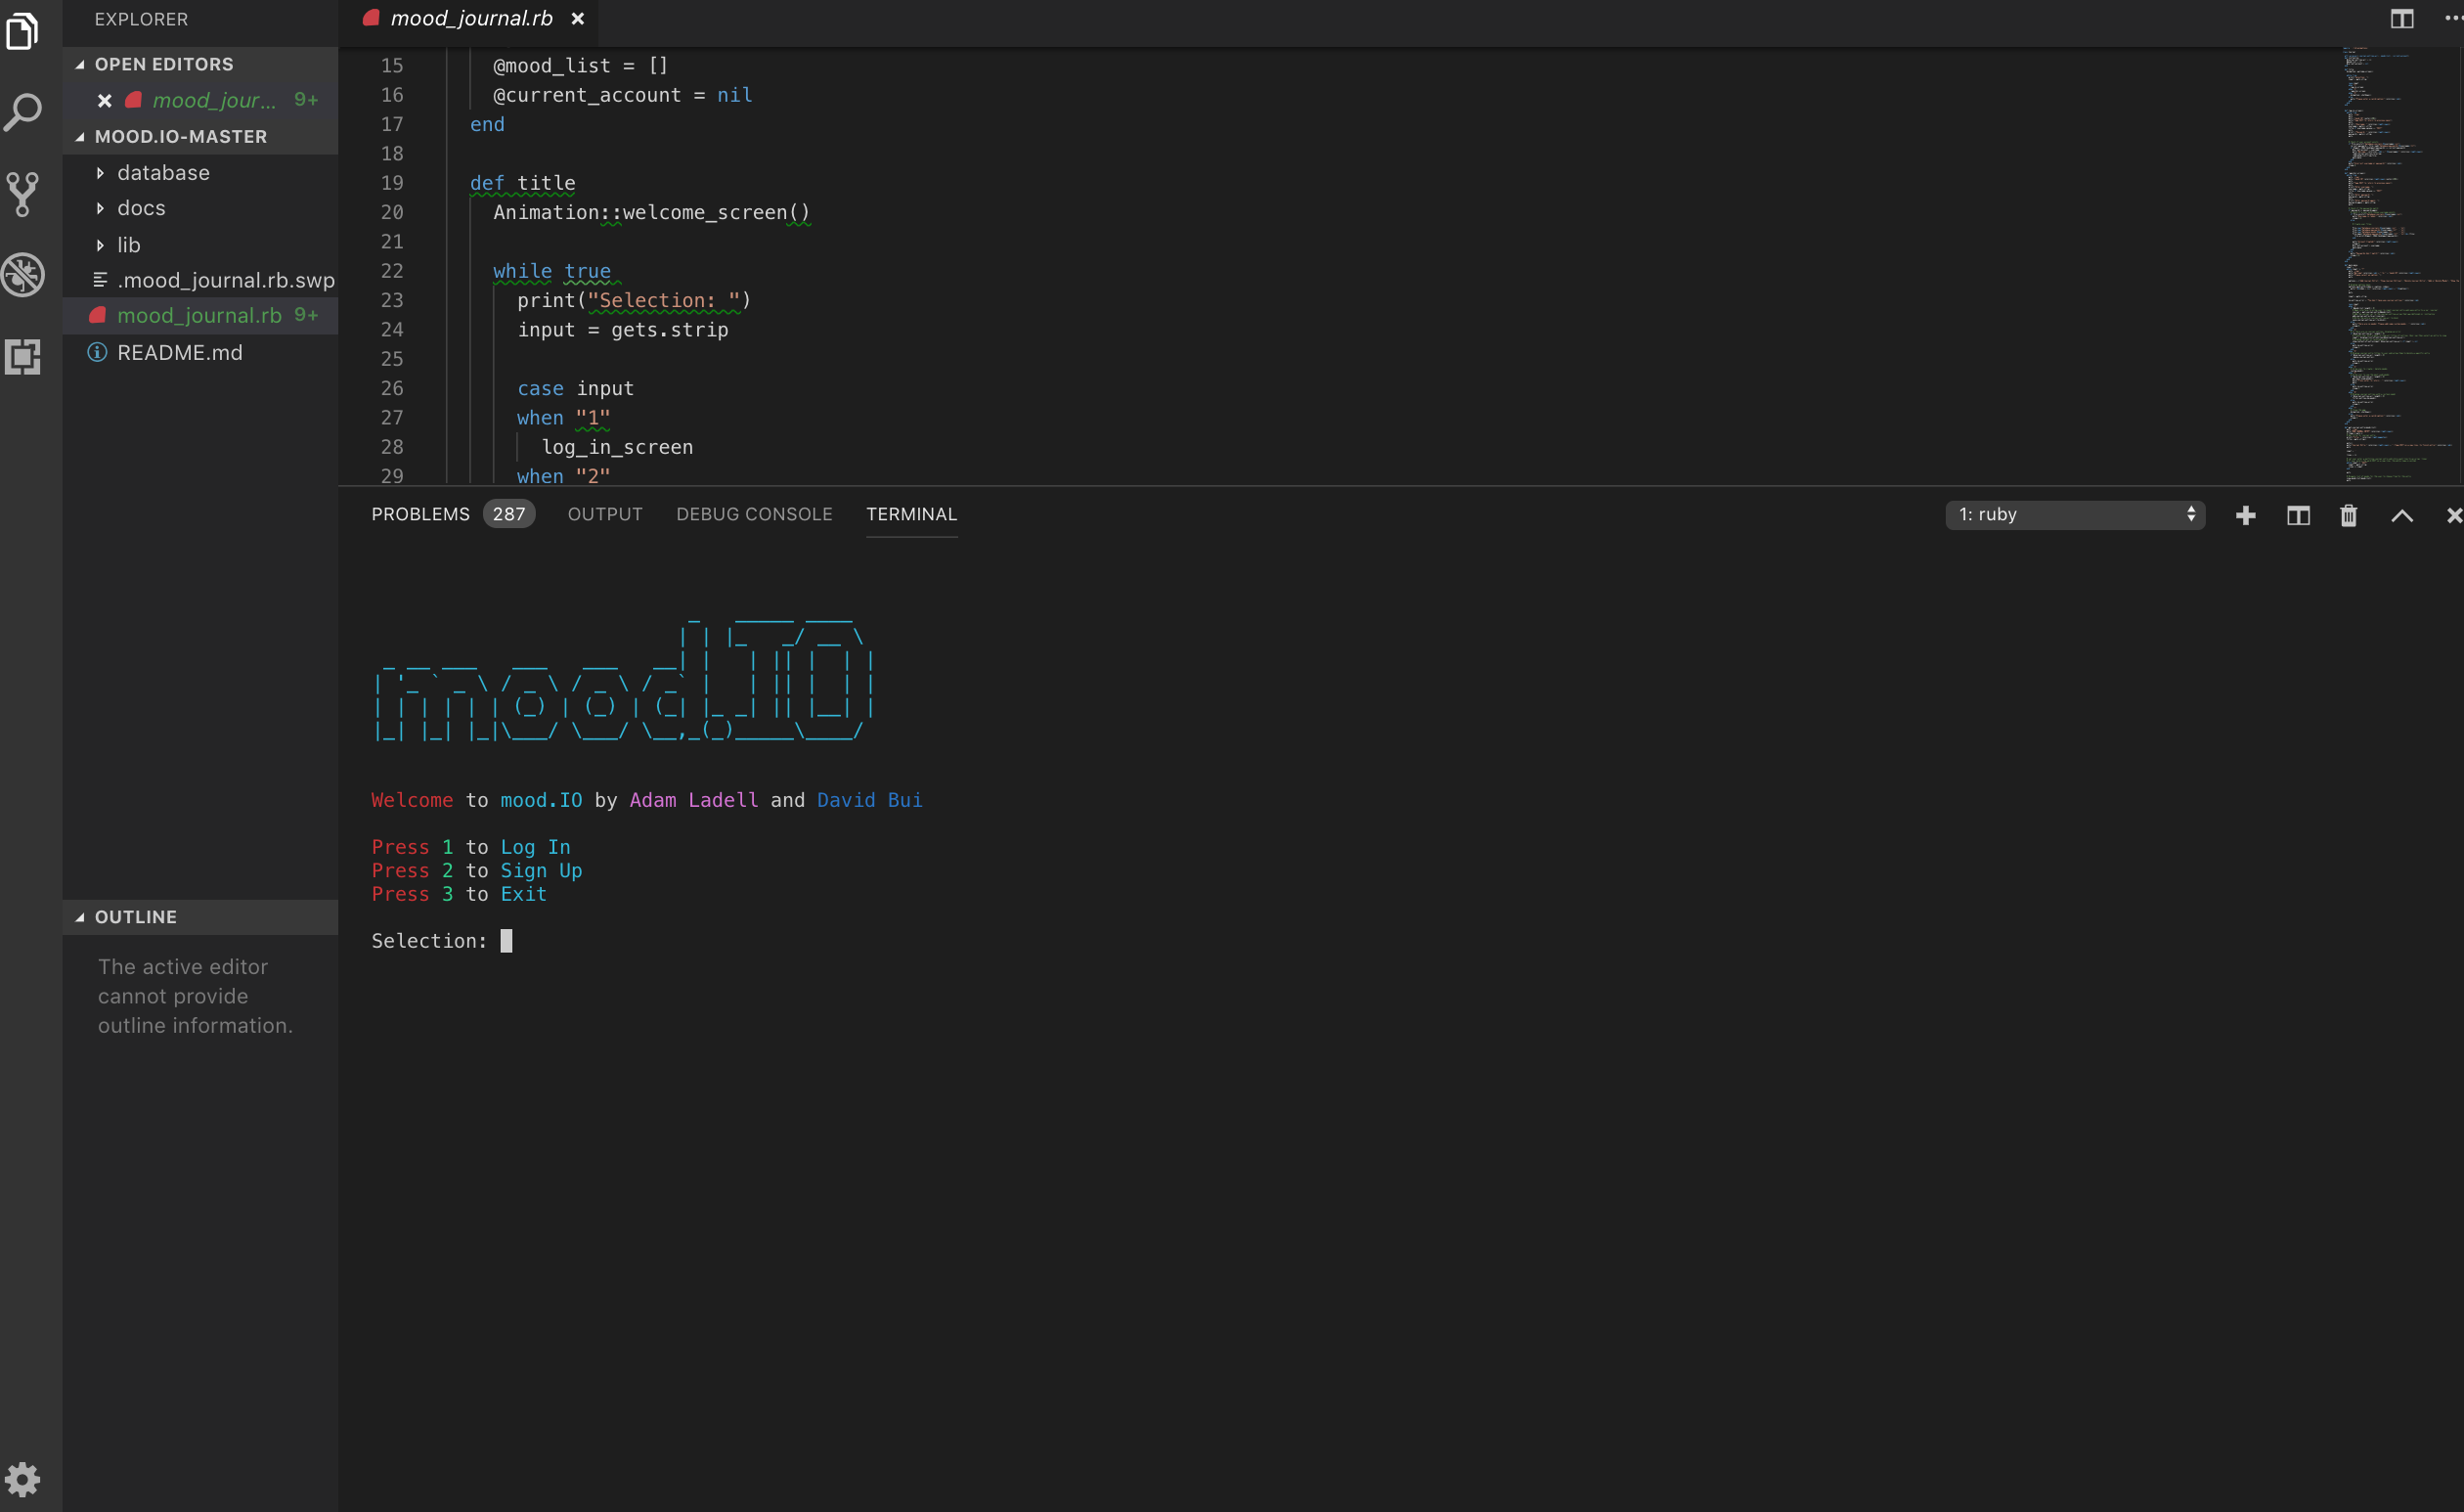 EXPLORER
OPEN EDITORS
mood_jour... 9+
MOOD.IO-MASTER
database
docs
lib
.mood_journal.rb.swp
mood_journal.rb 9+
README.md
OUTLINE
The active editor
cannot provide
outline information.
mood_journal.rb
15 @mood_list = []
16 @current_account = nil
17 end
18
19 def title
20 Animation::welcome_screen()
21
22 while true
23 print("Selection: ")
24 input = gets.strip
25
26 case input
27 when "1"
28 log_in_screen
29 when "2"
PROBLEMS 287 OUTPUT DEBUG CONSOLE TERMINAL 1: ruby
mood.IO
Welcome to mood.IO by Adam Ladell and David Bui
Press 1 to Log In
Press 2 to Sign Up
Press 3 to Exit
Selection: